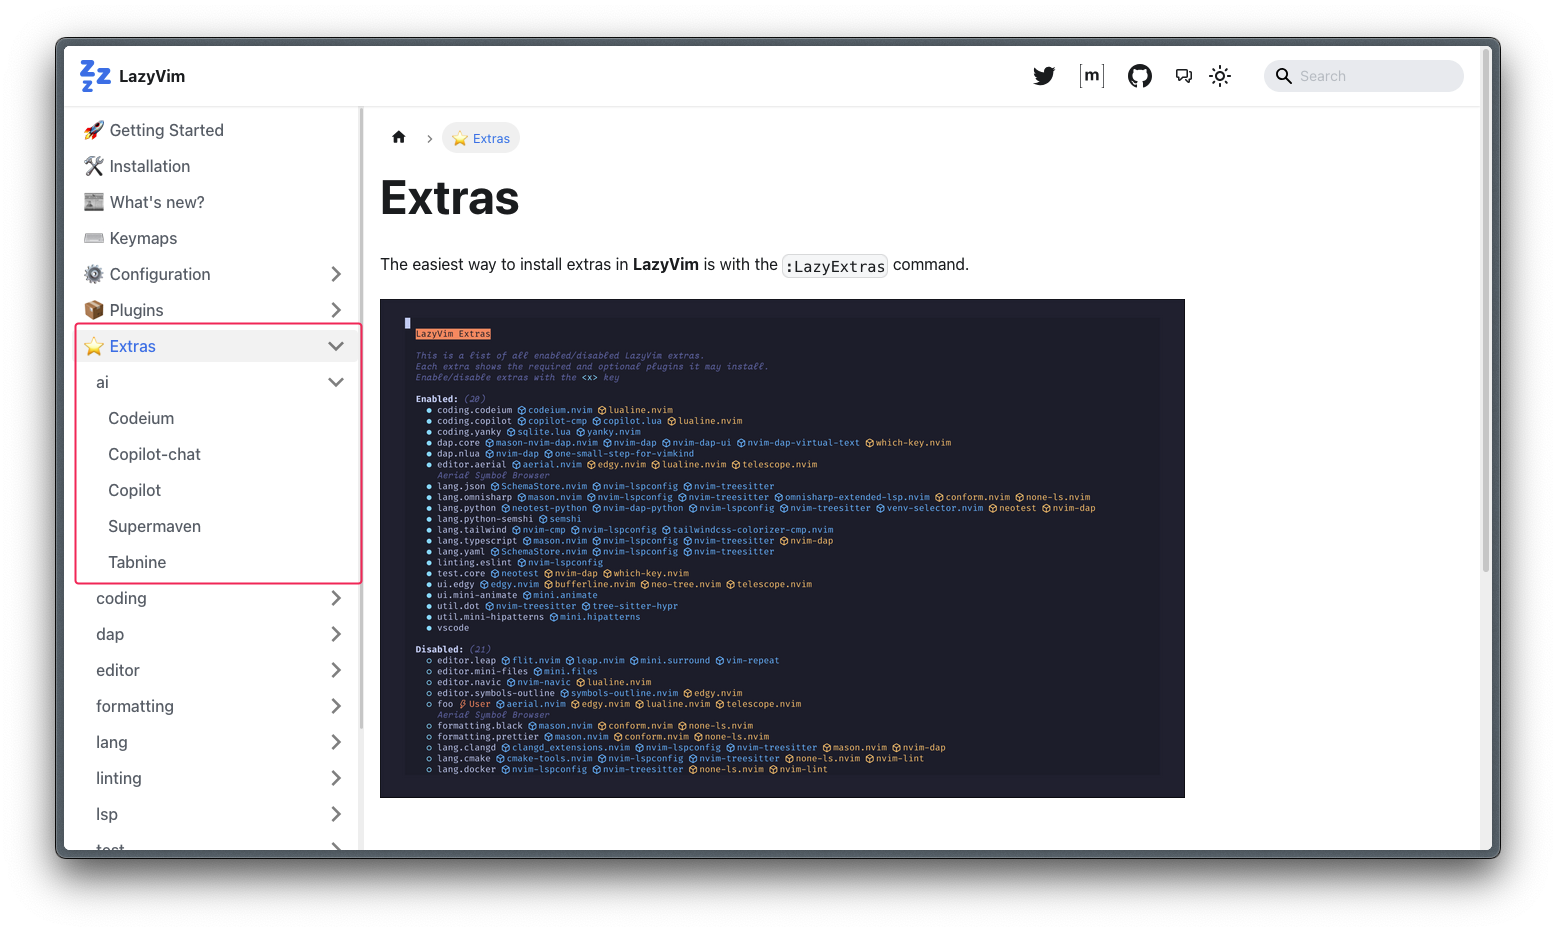 LazyVim
[m]
Search
Getting Started
Installation
What's new?
Keymaps
Configuration
Plugins
Extras
ai
Codeium
Copilot-chat
Copilot
Supermaven
Tabnine
coding
dap
editor
formatting
lang
linting
lsp
test
Extras
Extras
The easiest way to install extras in LazyVim is with the :LazyExtras command.
LazyVim Extras
This is a list of all enabled/disabled LazyVim extras.
Each extra shows the required and optional plugins it may install.
Enable/disable extras with the <x> key
Enabled: (20)
coding.codeium codeium.nvim lualine.nvim
coding.copilot copilot-cmp copilot.lua lualine.nvim
coding.yanky sqlite.lua yanky.nvim
dap.core mason-nvim-dap.nvim nvim-dap nvim-dap-ui nvim-dap-virtual-text which-key.nvim
dap.nlua nvim-dap one-small-step-for-vimkind
editor.aerial aerial.nvim edgy.nvim lualine.nvim telescope.nvim
Aerial Symbol Browser
lang.json SchemaStore.nvim nvim-lspconfig nvim-treesitter
lang.omnisharp mason.nvim nvim-lspconfig nvim-treesitter omnisharp-extended-lsp.nvim conform.nvim none-ls.nvim
lang.python neotest-python nvim-dap-python nvim-lspconfig nvim-treesitter venv-selector.nvim neotest nvim-dap
lang.python-semshi semshi
lang.tailwind nvim-cmp nvim-lspconfig tailwindcss-colorizer-cmp.nvim
lang.typescript mason.nvim nvim-lspconfig nvim-treesitter nvim-dap
lang.yaml SchemaStore.nvim nvim-lspconfig nvim-treesitter
linting.eslint nvim-lspconfig
test.core neotest nvim-dap which-key.nvim
ui.edgy edgy.nvim bufferline.nvim neo-tree.nvim telescope.nvim
ui.mini-animate mini.animate
util.dot nvim-treesitter tree-sitter-hypr
util.mini-hipatterns mini.hipatterns
vscode
Disabled: (21)
editor.leap flit.nvim leap.nvim mini.surround vim-repeat
editor.mini-files mini.files
editor.navic nvim-navic lualine.nvim
editor.symbols-outline symbols-outline.nvim edgy.nvim
foo User aerial.nvim edgy.nvim lualine.nvim telescope.nvim
Aerial Symbol Browser
formatting.black mason.nvim conform.nvim none-ls.nvim
formatting.prettier mason.nvim conform.nvim none-ls.nvim
lang.clangd clangd_extensions.nvim nvim-lspconfig nvim-treesitter mason.nvim nvim-dap
lang.cmake cmake-tools.nvim nvim-lspconfig nvim-treesitter none-ls.nvim nvim-lint
lang.docker nvim-lspconfig nvim-treesitter none-ls.nvim nvim-lint